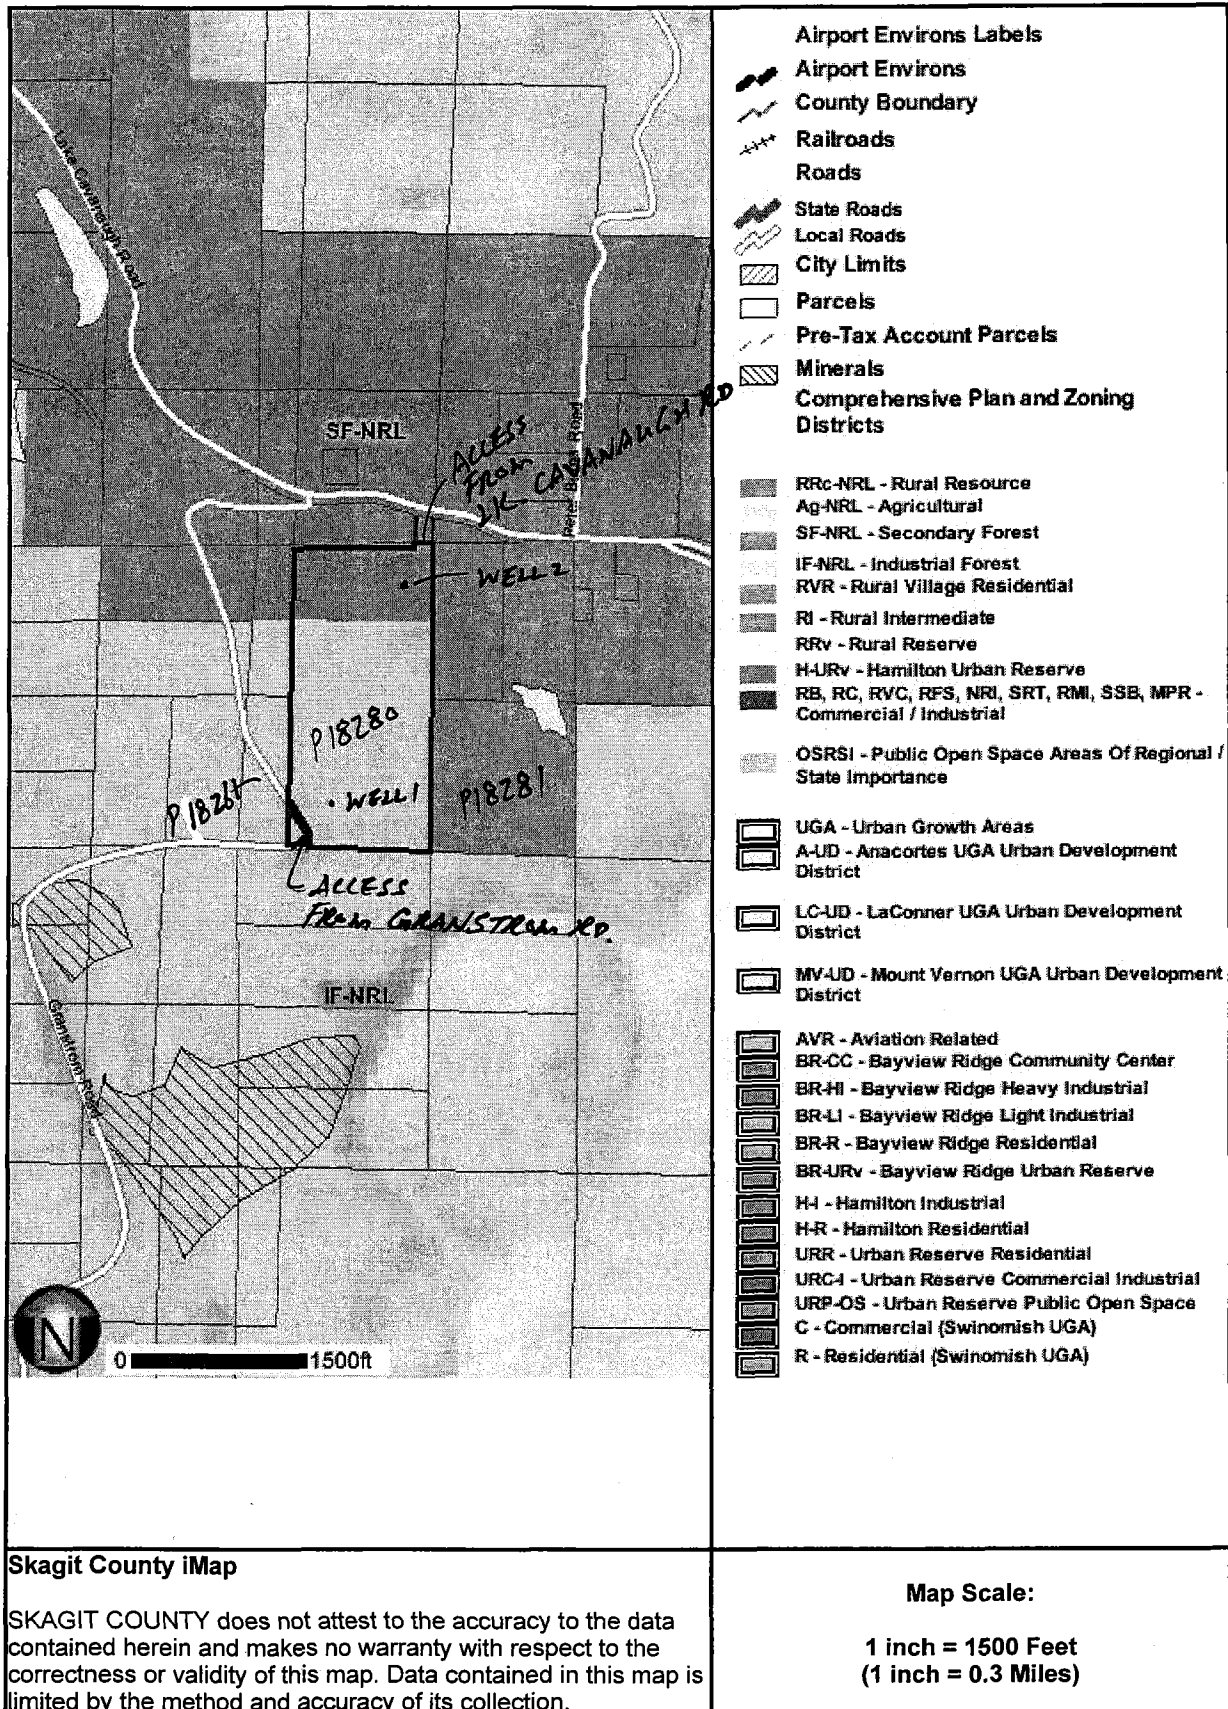 Lake Cavanaugh Road
SF-NRL
ACCESS
FROM
LK CAVANAUGH RD
WELL 2
P18280
WELL 1
P18281
ACCESS
FROM GRANSTROM RD.
IF-NRL
Granstrom Road
N
0 1500ft
Airport Environs Labels
Airport Environs
County Boundary
Railroads
Roads
State Roads
Local Roads
City Limits
Parcels
Pre-Tax Account Parcels
Minerals
Comprehensive Plan and Zoning
Districts
RRc-NRL - Rural Resource
Ag-NRL - Agricultural
SF-NRL - Secondary Forest
IF-NRL - Industrial Forest
RVR - Rural Village Residential
RI - Rural Intermediate
RRv - Rural Reserve
H-URv - Hamilton Urban Reserve
RB, RC, RVC, RFS, NRI, SRT, RMI, SSB, MPR -
Commercial / Industrial
OSRSI - Public Open Space Areas Of Regional /
State Importance
UGA - Urban Growth Areas
A-UD - Anacortes UGA Urban Development
District
LC-UD - LaConner UGA Urban Development
District
MV-UD - Mount Vernon UGA Urban Development
District
AVR - Aviation Related
BR-CC - Bayview Ridge Community Center
BR-HI - Bayview Ridge Heavy Industrial
BR-LI - Bayview Ridge Light Industrial
BR-R - Bayview Ridge Residential
BR-URv - Bayview Ridge Urban Reserve
H-I - Hamilton Industrial
H-R - Hamilton Residential
URR - Urban Reserve Residential
URC-I - Urban Reserve Commercial Industrial
URP-OS - Urban Reserve Public Open Space
C - Commercial (Swinomish UGA)
R - Residential (Swinomish UGA)
Skagit County iMap
SKAGIT COUNTY does not attest to the accuracy to the data
contained herein and makes no warranty with respect to the
correctness or validity of this map. Data contained in this map is
limited by the method and accuracy of its collection.
Map Scale:
1 inch = 1500 Feet
(1 inch = 0.3 Miles)